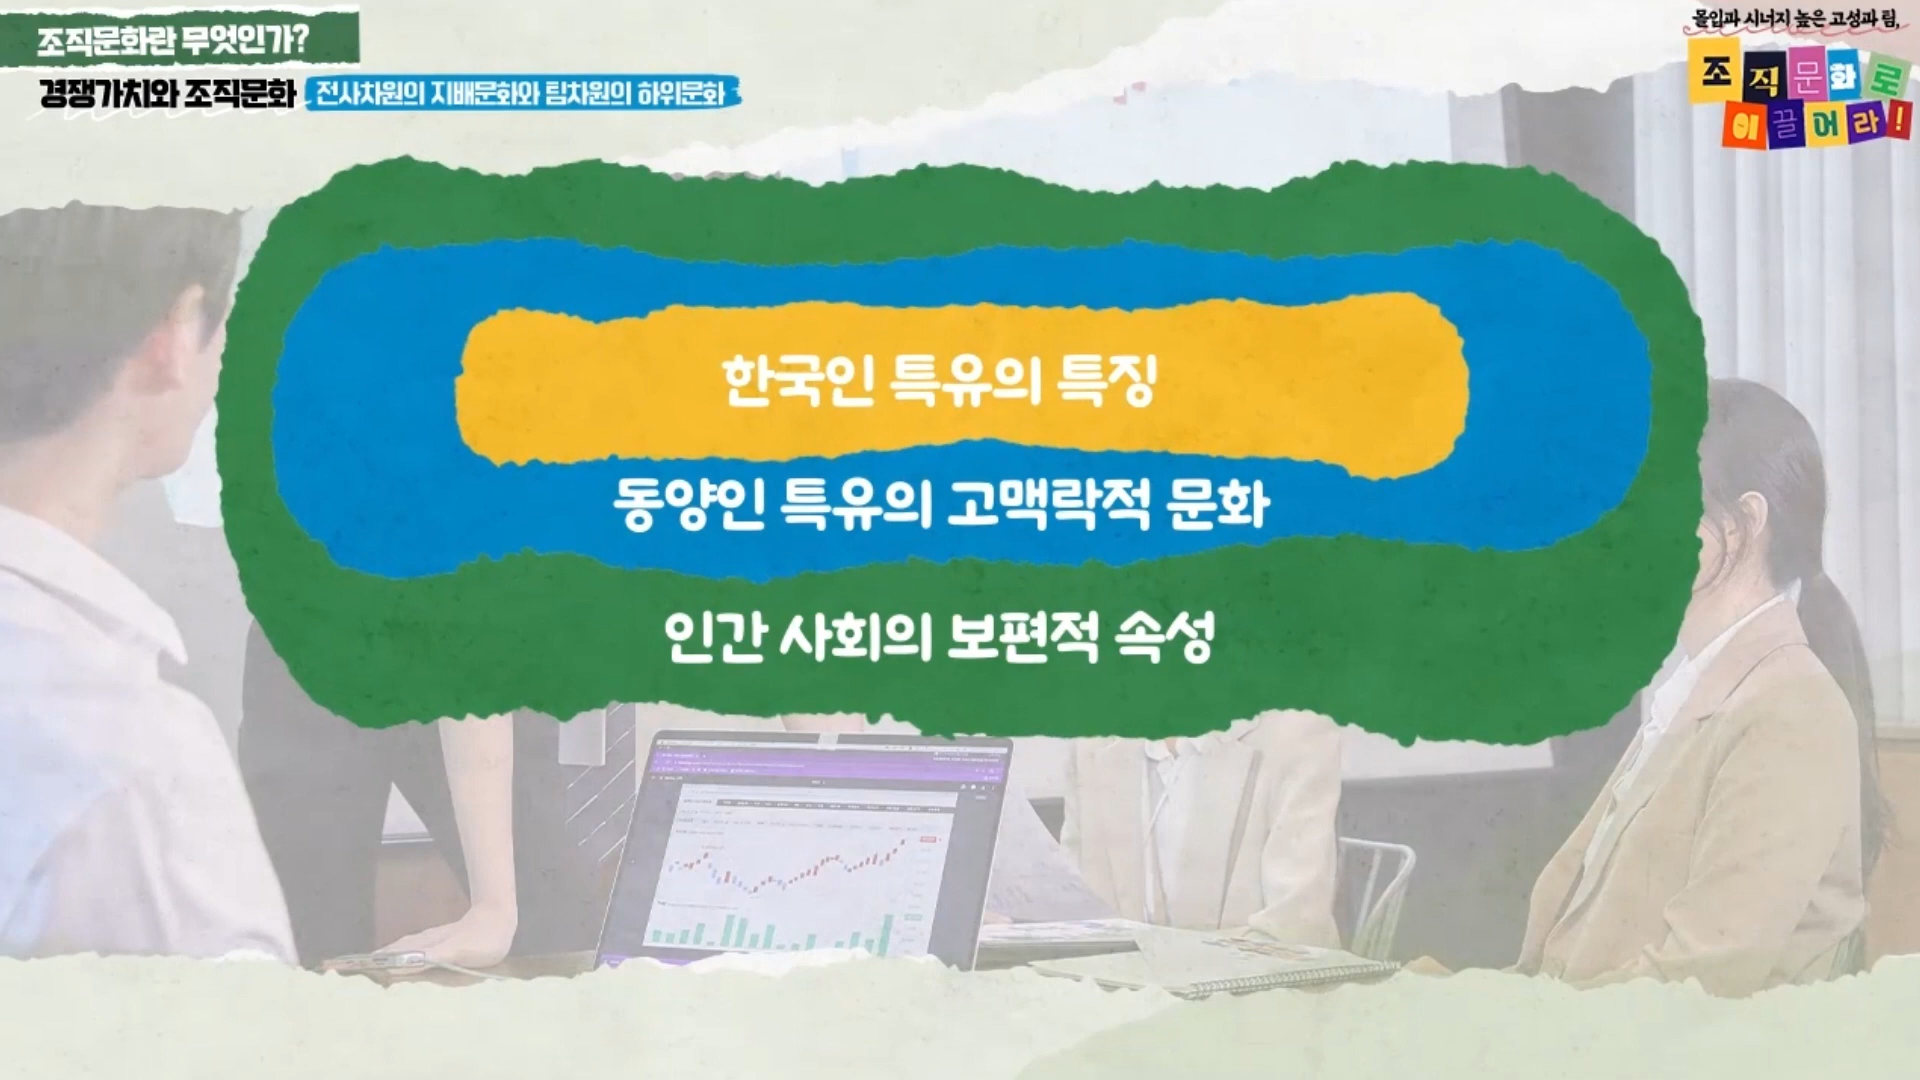 조직문화란 무엇인가?
경쟁가치와 조직문화 전사차원의 지배문화와 팀차원의 하위문화
몰입과 시너지 높은 고성과 팀,
조직문화로
이끌어라!
한국인 특유의 특징
동양인 특유의 고맥락적 문화
인간 사회의 보편적 속성